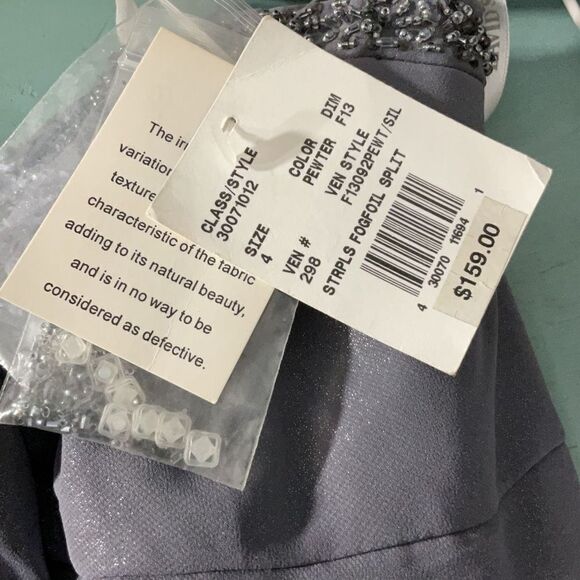 The
variation
texture
characteristic of the fabric
adding to its natural beauty,
and is in no way to be
considered as defective.
CLASS/STYLE
30071012
COLOR DIM
PEWTER F13
SIZE VEN STYLE
4 F13092PEWT/SIL
VEN #
298
STRPLS FOGFOIL SPLIT
4 30070 11694 1
$159.00